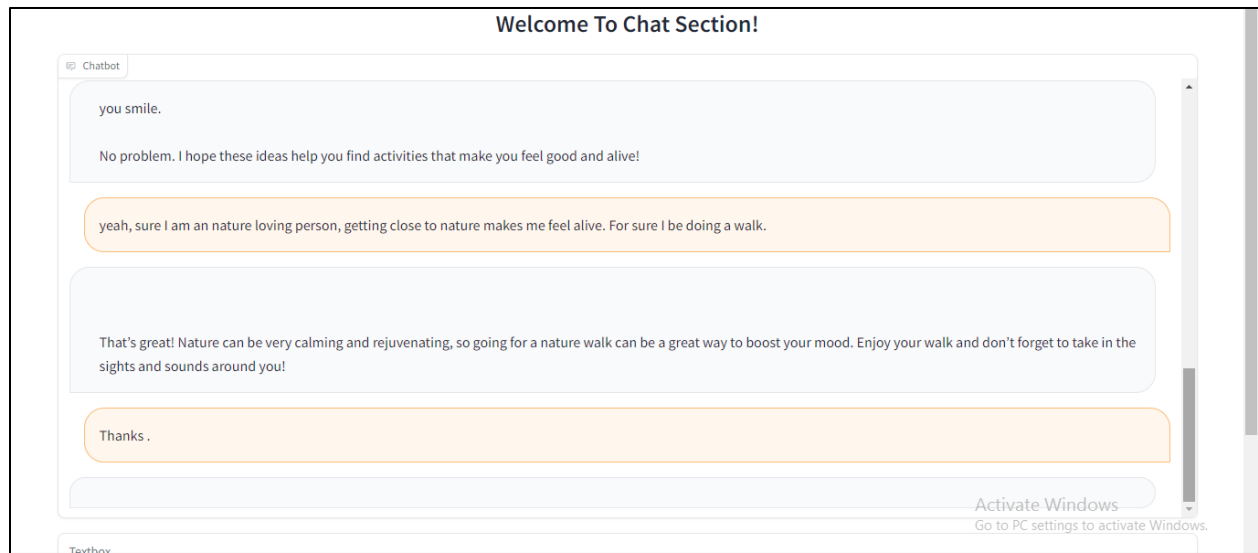 Welcome To Chat Section!
Chatbot
you smile.
No problem. I hope these ideas help you find activities that make you feel good and alive!
yeah, sure I am an nature loving person, getting close to nature makes me feel alive. For sure I be doing a walk.
That's great! Nature can be very calming and rejuvenating, so going for a nature walk can be a great way to boost your mood. Enjoy your walk and don't forget to take in the
sights and sounds around you!
Thanks .
Activate Windows
Go to PC settings to activate Windows.
Textbox